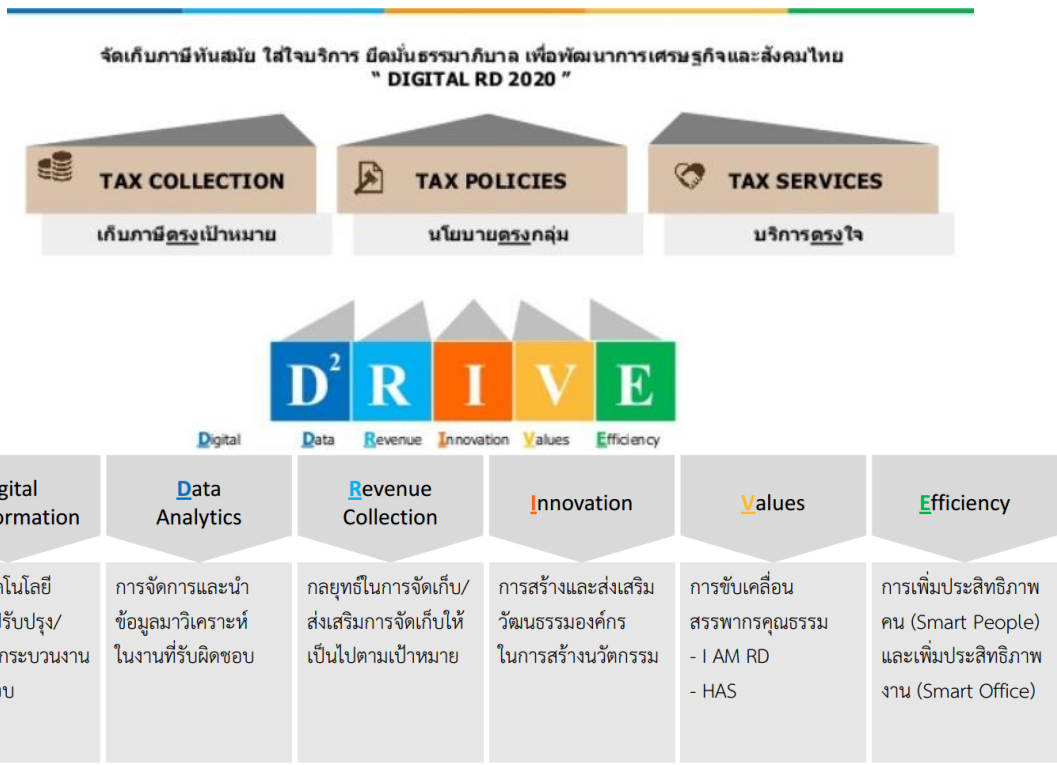 จัดเก็บภาษีทันสมัย ใส่ใจบริการ ยึดมั่นธรรมาภิบาล เพื่อพัฒนาการเศรษฐกิจและสังคมไทย
“ DIGITAL RD 2020 ”
TAX COLLECTION
TAX POLICIES
TAX SERVICES
เก็บภาษีตรงเป้าหมาย
นโยบายตรงกลุ่ม
บริการตรงใจ
D² R I V E
Digital Data Revenue Innovation Values Efficiency
gital
ormation
Data
Analytics
Revenue
Collection
Innovation
Values
Efficiency
คโนโลยี
ปรับปรุง/
กระบวนงาน
อบ
การจัดการและนำ
ข้อมูลมาวิเคราะห์
ในงานที่รับผิดชอบ
กลยุทธ์ในการจัดเก็บ/
ส่งเสริมการจัดเก็บให้
เป็นไปตามเป้าหมาย
การสร้างและส่งเสริม
วัฒนธรรมองค์กร
ในการสร้างนวัตกรรม
การขับเคลื่อน
สรรพากรคุณธรรม
- I AM RD
- HAS
การเพิ่มประสิทธิภาพ
คน (Smart People)
และเพิ่มประสิทธิภาพ
งาน (Smart Office)